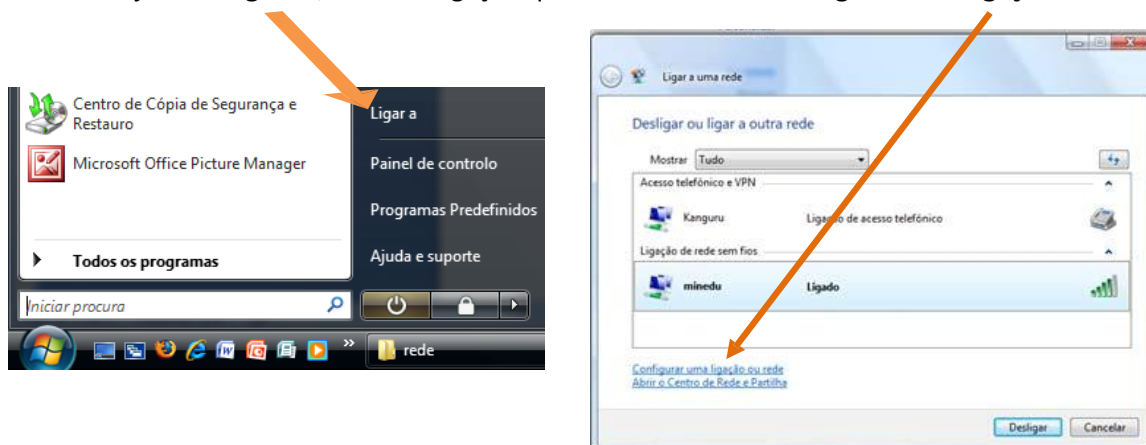 Centro de Cópia de Segurança e
Restauro
Microsoft Office Picture Manager
Todos os programas
Iniciar procura
Ligar a
Painel de controlo
Programas Predefinidos
Ajuda e suporte
rede
Ligar a uma rede
Desligar ou ligar a outra rede
Mostrar Tudo
Acesso telefónico e VPN
Kanguru Ligação de acesso telefónico
Ligação de rede sem fios
minedu Ligado
Configurar uma ligação ou rede
Abrir o Centro de Rede e Partilha
Desligar Cancelar